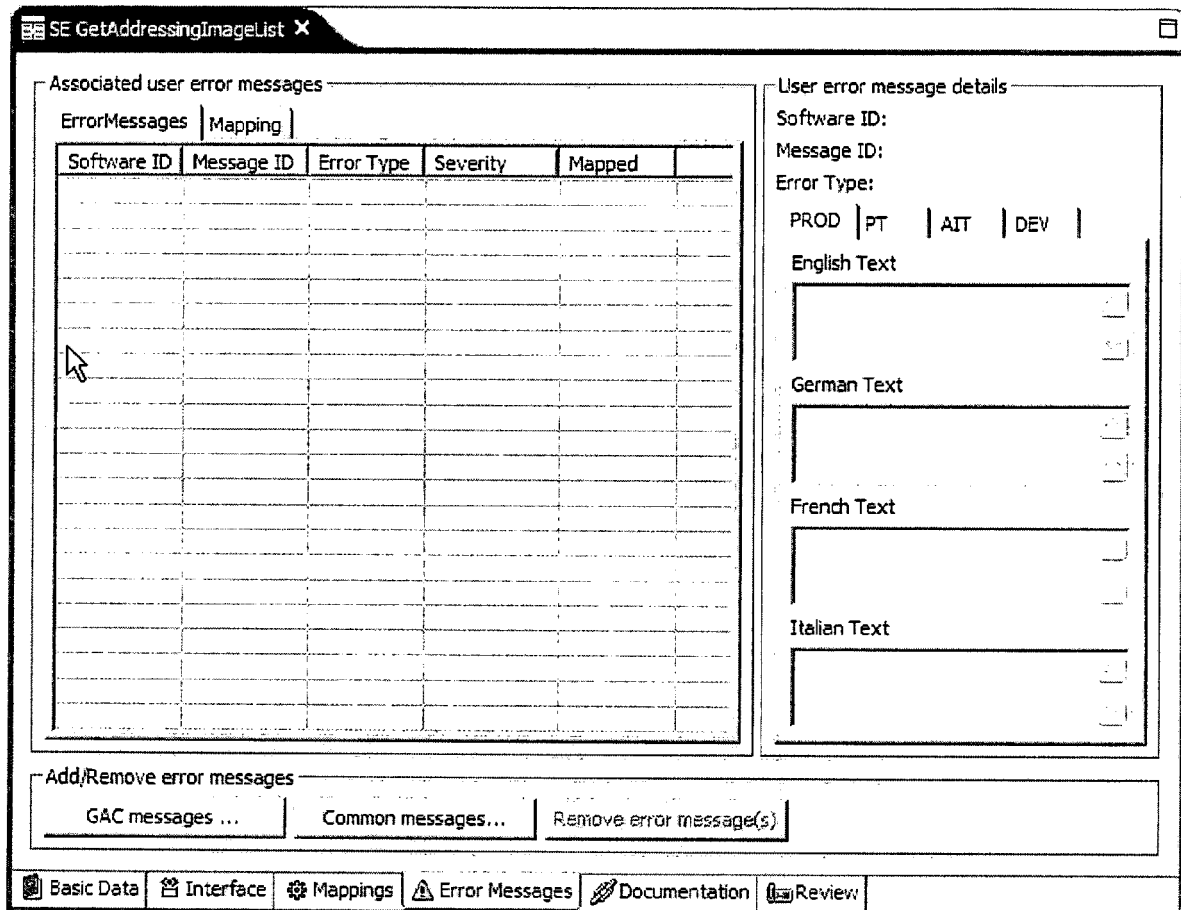 SE GetAddressingImageList
Associated user error messages
ErrorMessages Mapping
Software ID Message ID Error Type Severity Mapped
User error message details
Software ID:
Message ID:
Error Type:
PROD PT AIT DEV
English Text
German Text
French Text
Italian Text
Add/Remove error messages
GAC messages ... Common messages... Remove error message(s)
Basic Data Interface Mappings Error Messages Documentation Review